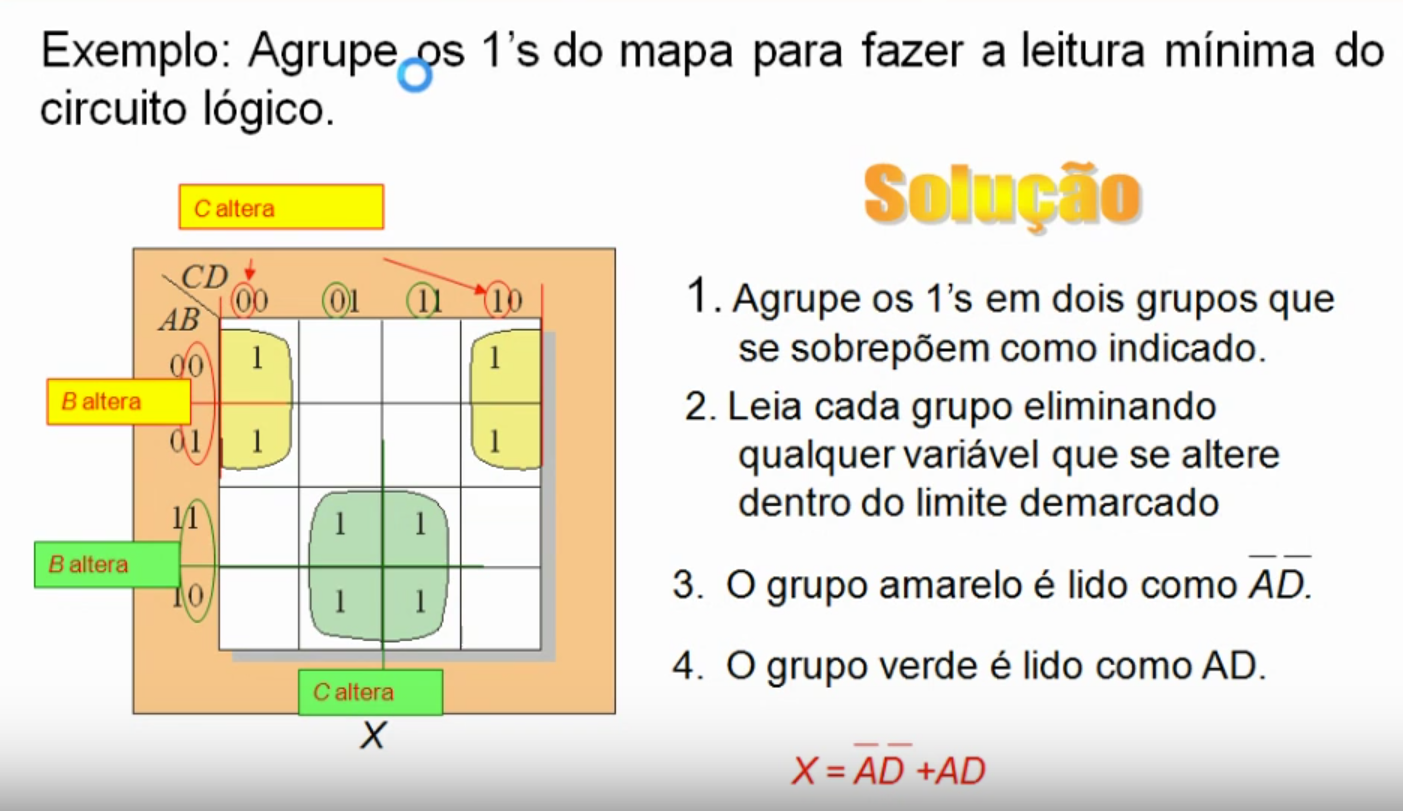 Exemplo: Agrupe os 1's do mapa para fazer a leitura mínima do
circuito lógico.
Solução
C altera
CD
AB
00 01 11 10
00 1 1
B altera
01 1 1
11 1 1
B altera
10 1 1
C altera
X
1. Agrupe os 1's em dois grupos que
se sobrepõem como indicado.
2. Leia cada grupo eliminando
qualquer variável que se altere
dentro do limite demarcado
3. O grupo amarelo é lido como A̅D̅.
4. O grupo verde é lido como AD.
X = A̅D̅ +AD